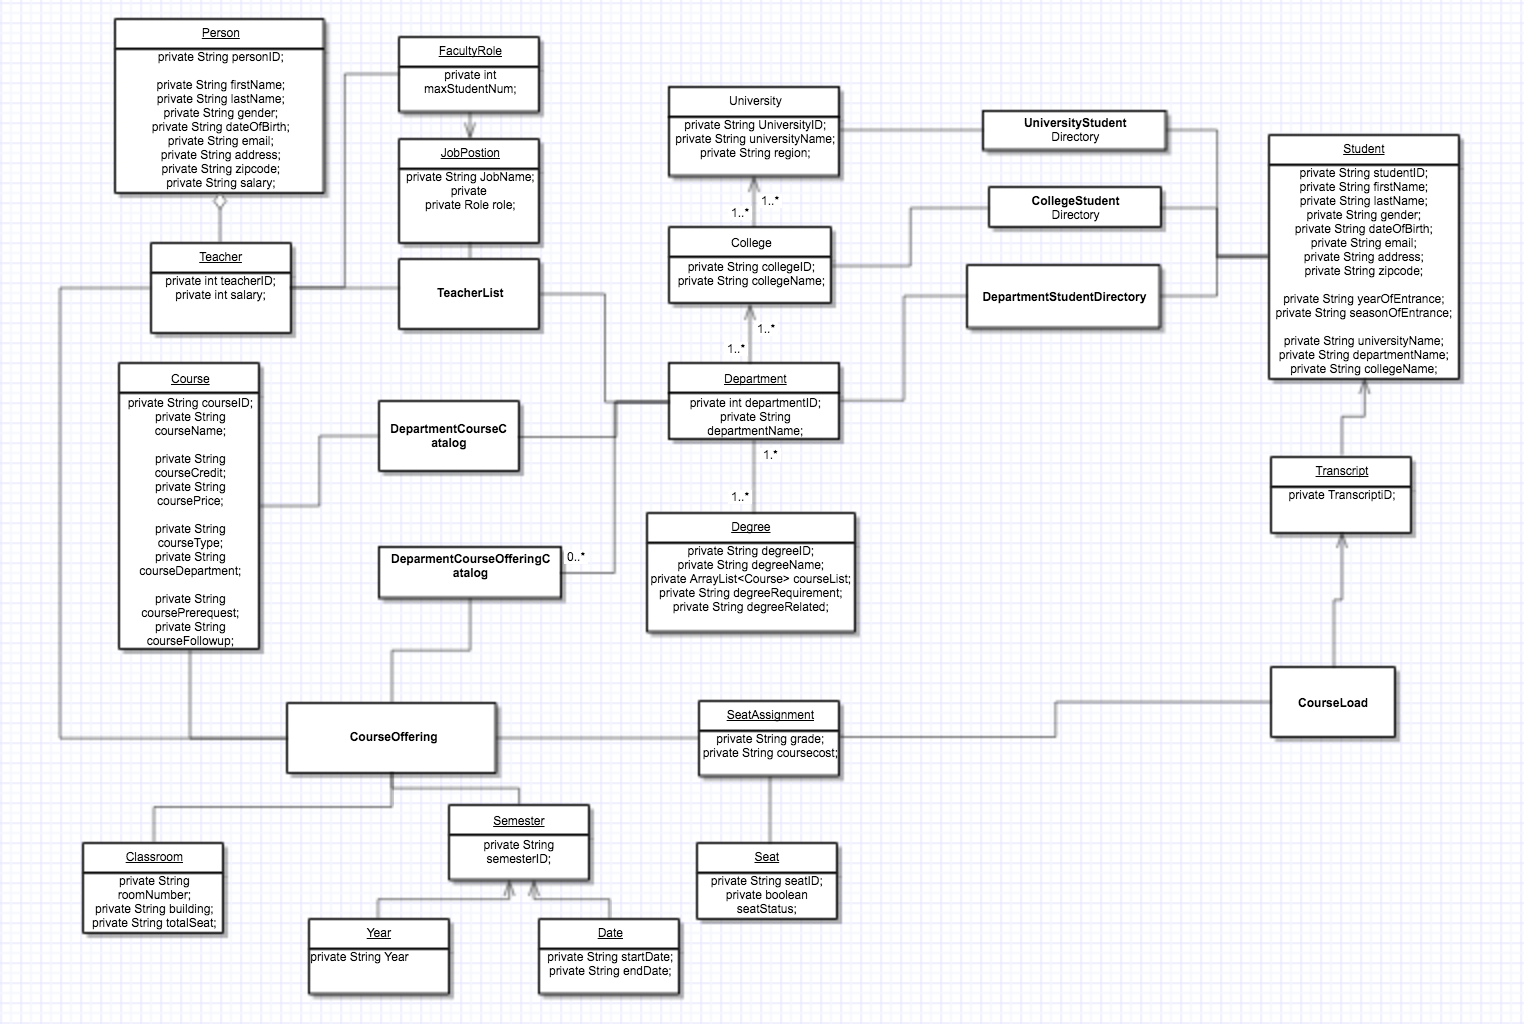 Person
private String personID;
private String firstName;
private String lastName;
private String gender;
private String dateOfBirth;
private String email;
private String address;
private String zipcode;
private String salary;
FacultyRole
private int
maxStudentNum;
JobPostion
private String JobName;
private
private Role role;
TeacherList
Teacher
private int teacherID;
private int salary;
University
private String UniversityID;
private String universityName;
private String region;
1..*
1..*
College
private String collegeID;
private String collegeName;
1..*
1..*
Department
private int departmentID;
private String
departmentName;
1.*
1..*
Degree
private String degreeID;
private String degreeName;
private ArrayList<Course> courseList;
private String degreeRequirement;
private String degreeRelated;
UniversityStudent
Directory
CollegeStudent
Directory
DepartmentStudentDirectory
Student
private String studentID;
private String firstName;
private String lastName;
private String gender;
private String dateOfBirth;
private String email;
private String address;
private String zipcode;
private String yearOfEntrance;
private String seasonOfEntrance;
private String universityName;
private String departmentName;
private String collegeName;
Transcript
private TranscriptiD;
CourseLoad
Course
private String courseID;
private String
courseName;
private String
courseCredit;
private String
coursePrice;
private String
courseType;
private String
courseDepartment;
private String
coursePrerequest;
private String
courseFollowup;
DepartmentCourseC
atalog
DeparmentCourseOfferingC
atalog
0..*
CourseOffering
SeatAssignment
private String grade;
private String coursecost;
Seat
private String seatID;
private boolean
seatStatus;
Semester
private String
semesterID;
Classroom
private String
roomNumber;
private String building;
private String totalSeat;
Year
private String Year
Date
private String startDate;
private String endDate;